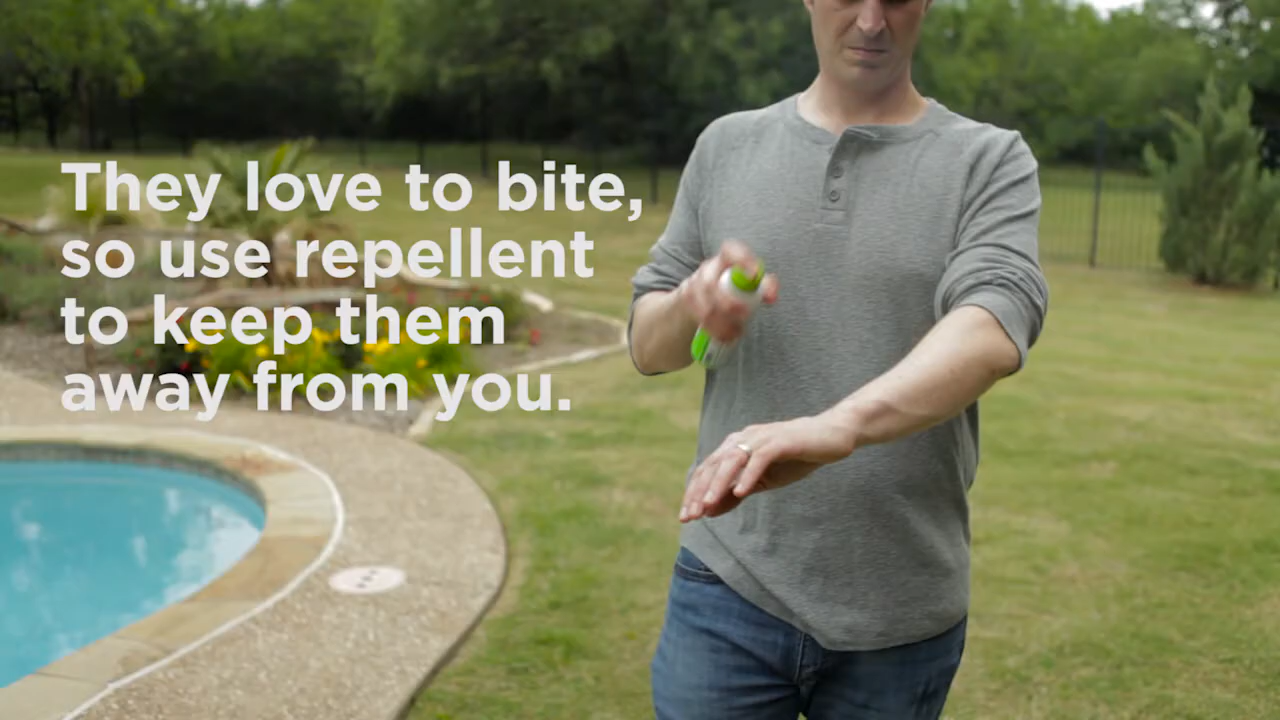 They love to bite,
so use repellent
to keep them
away from you.